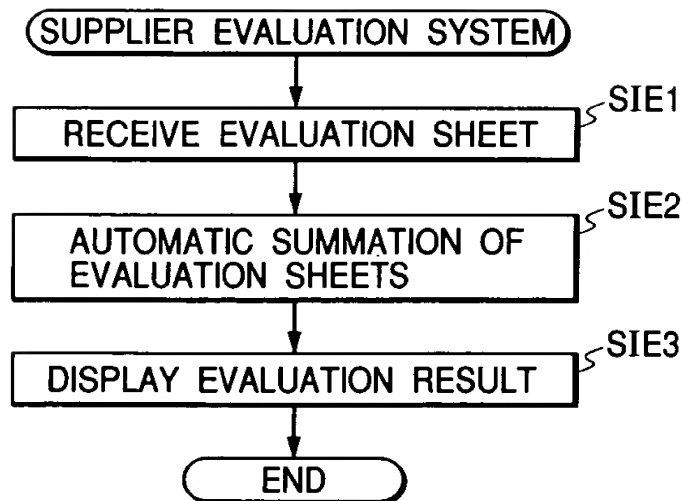 SUPPLIER EVALUATION SYSTEM
SIE1
RECEIVE EVALUATION SHEET
SIE2
AUTOMATIC SUMMATION OF
EVALUATION SHEETS
SIE3
DISPLAY EVALUATION RESULT
END